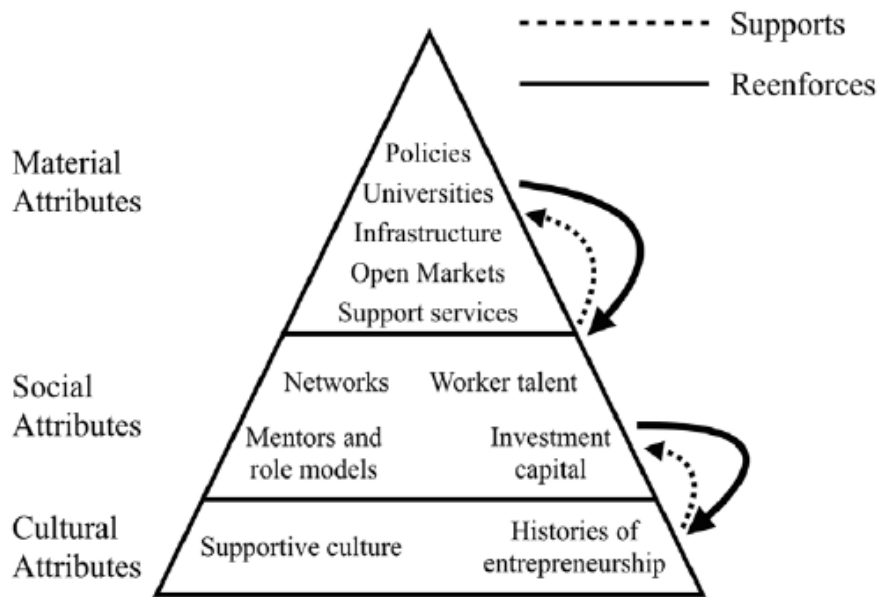 Supports
Reenforces
Material
Attributes
Policies
Universities
Infrastructure
Open Markets
Support services
Social
Attributes
Networks
Worker talent
Mentors and
role models
Investment
capital
Cultural
Attributes
Supportive culture
Histories of
entrepreneurship